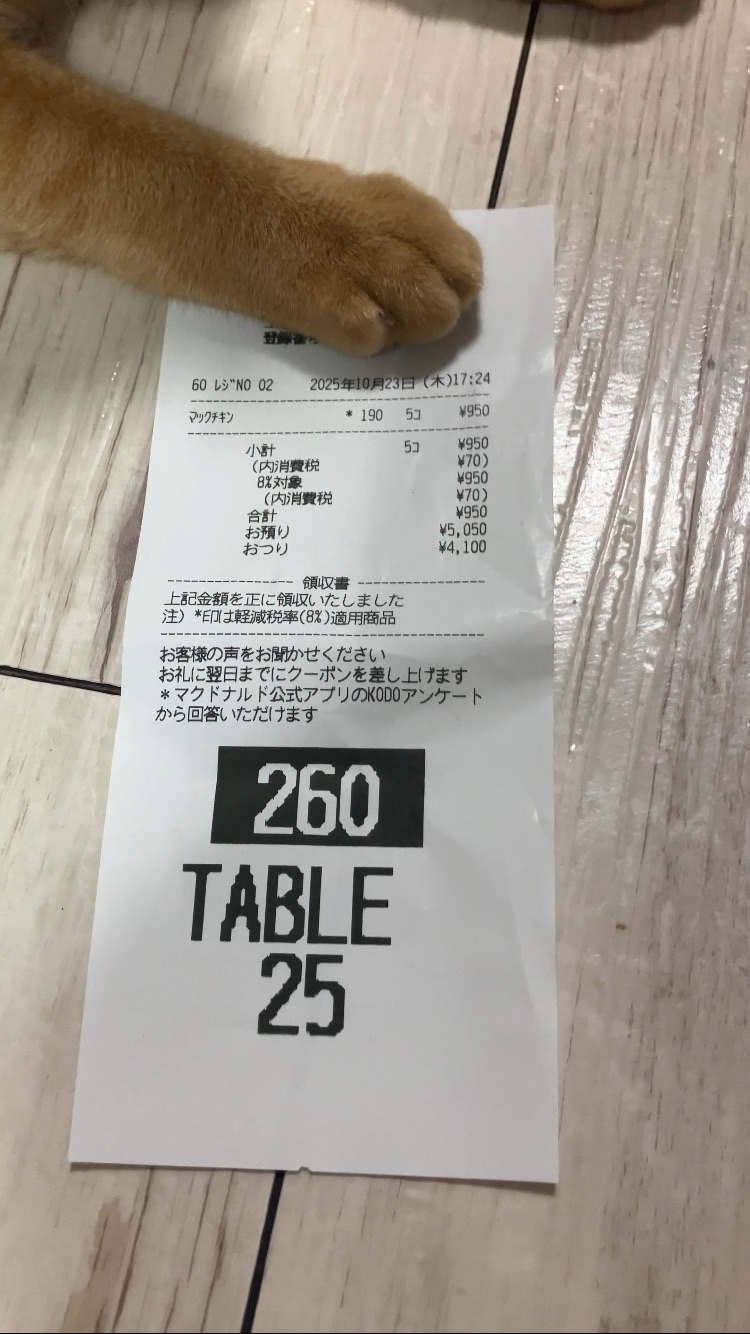 登録番号
60 ﾚｼﾞNO 02 2025年10月23日(木)17:24
ﾏｯｸﾁｷﾝ * 190 5ｺ ¥950
小計 5ｺ ¥950
(内消費税 ¥70)
8%対象 ¥950
(内消費税 ¥70)
合計 ¥950
お預り ¥5,050
おつり ¥4,100
---------------- 領収書 ----------------
上記金額を正に領収いたしました
注) *印は軽減税率(8%)適用商品
お客様の声をお聞かせください
お礼に翌日までにクーポンを差し上げます
*マクドナルド公式アプリのKODOアンケート
から回答いただけます
260
TABLE
25